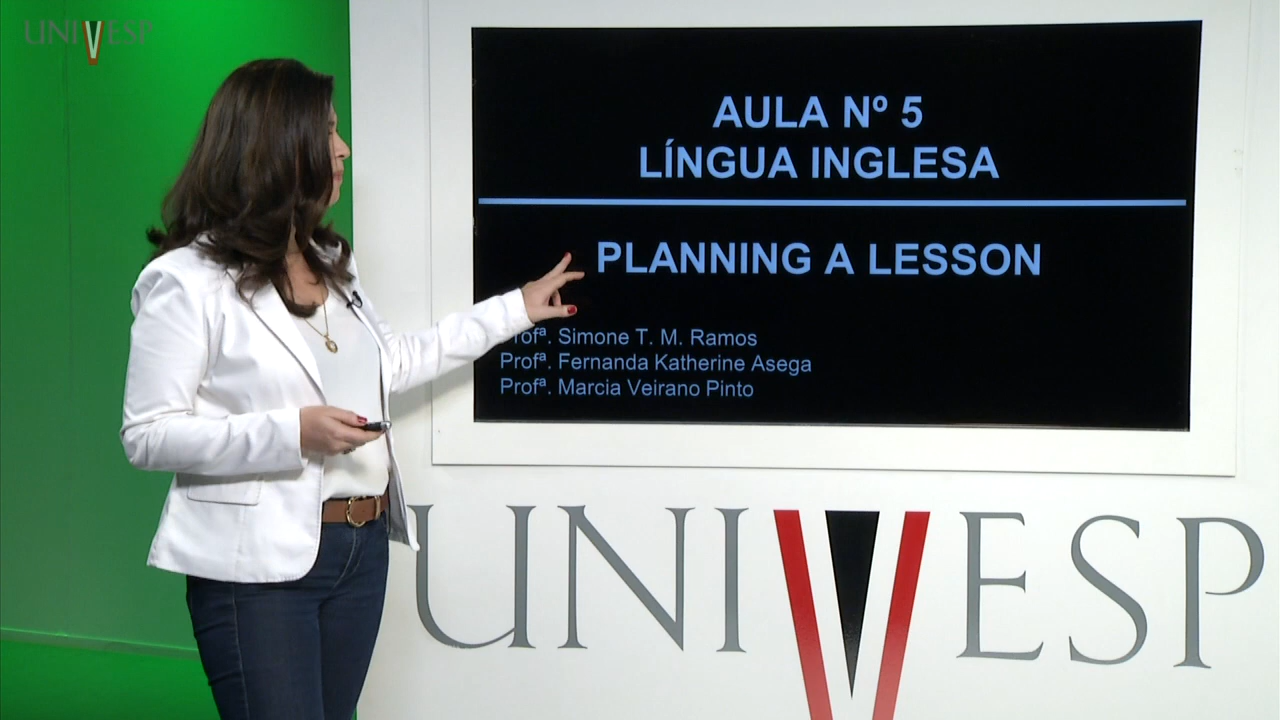 UNIVESP
AULA Nº 5
LÍNGUA INGLESA
PLANNING A LESSON
Profª. Simone T. M. Ramos
Profª. Fernanda Katherine Asega
Profª. Marcia Veirano Pinto
UNIVESP